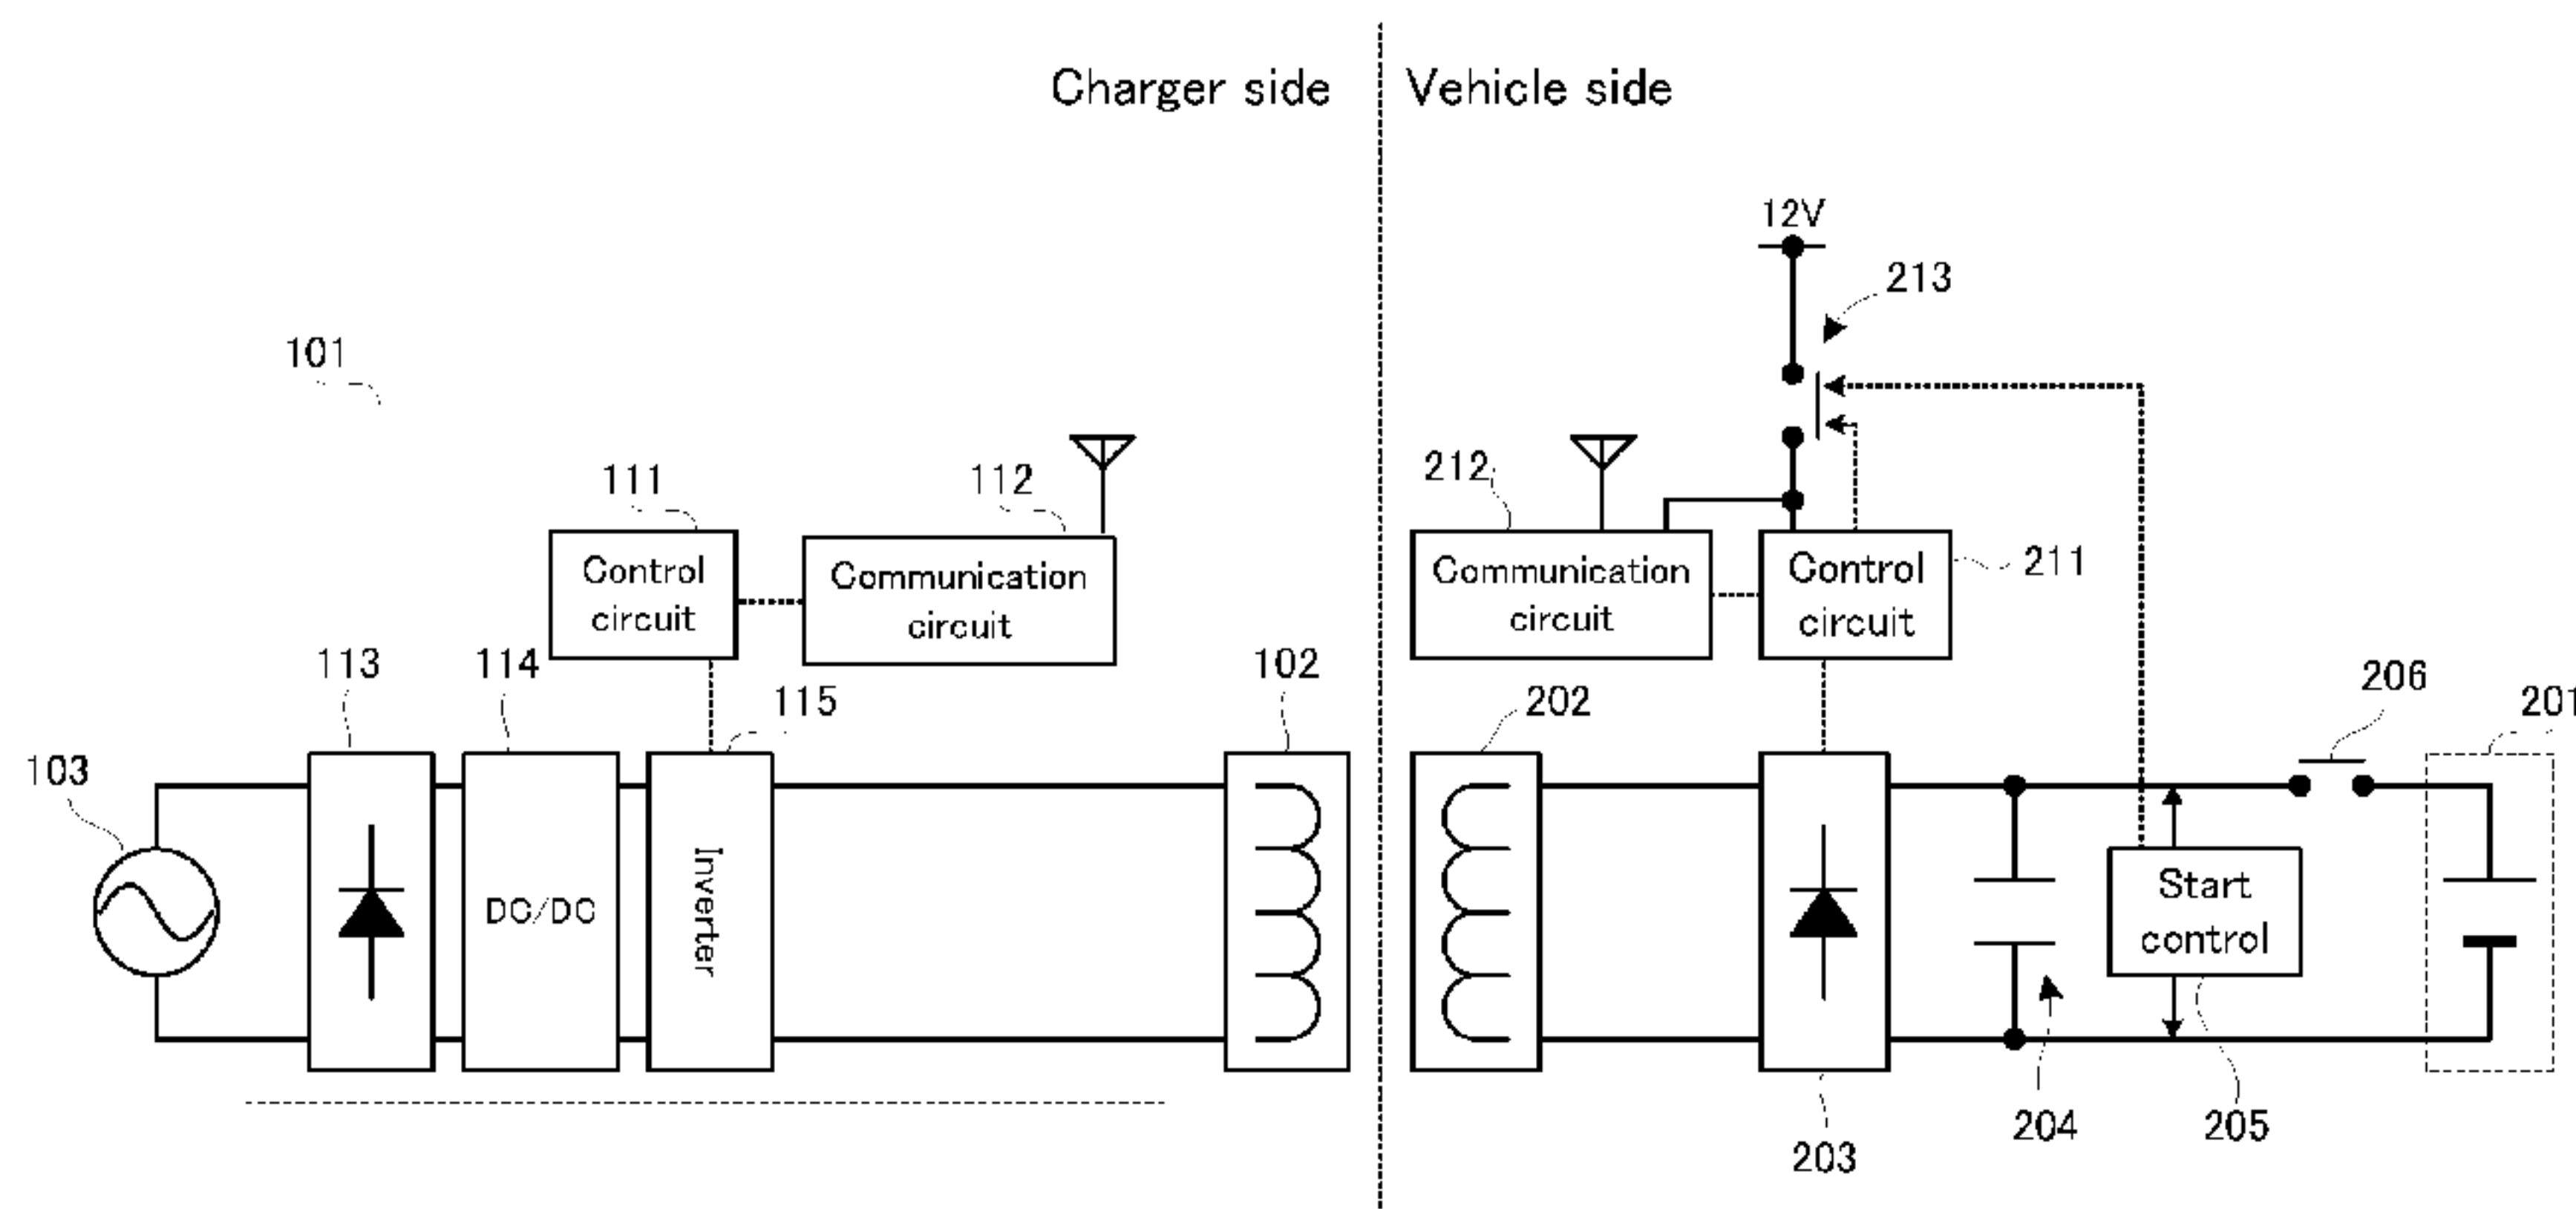 Charger side
Vehicle side
12V
213
101
111
112
212
Control
circuit
Communication
circuit
Communication
circuit
Control
circuit
211
113
114
115
102
202
206
201
103
DC/DC
Inverter
Start
control
204
205
203